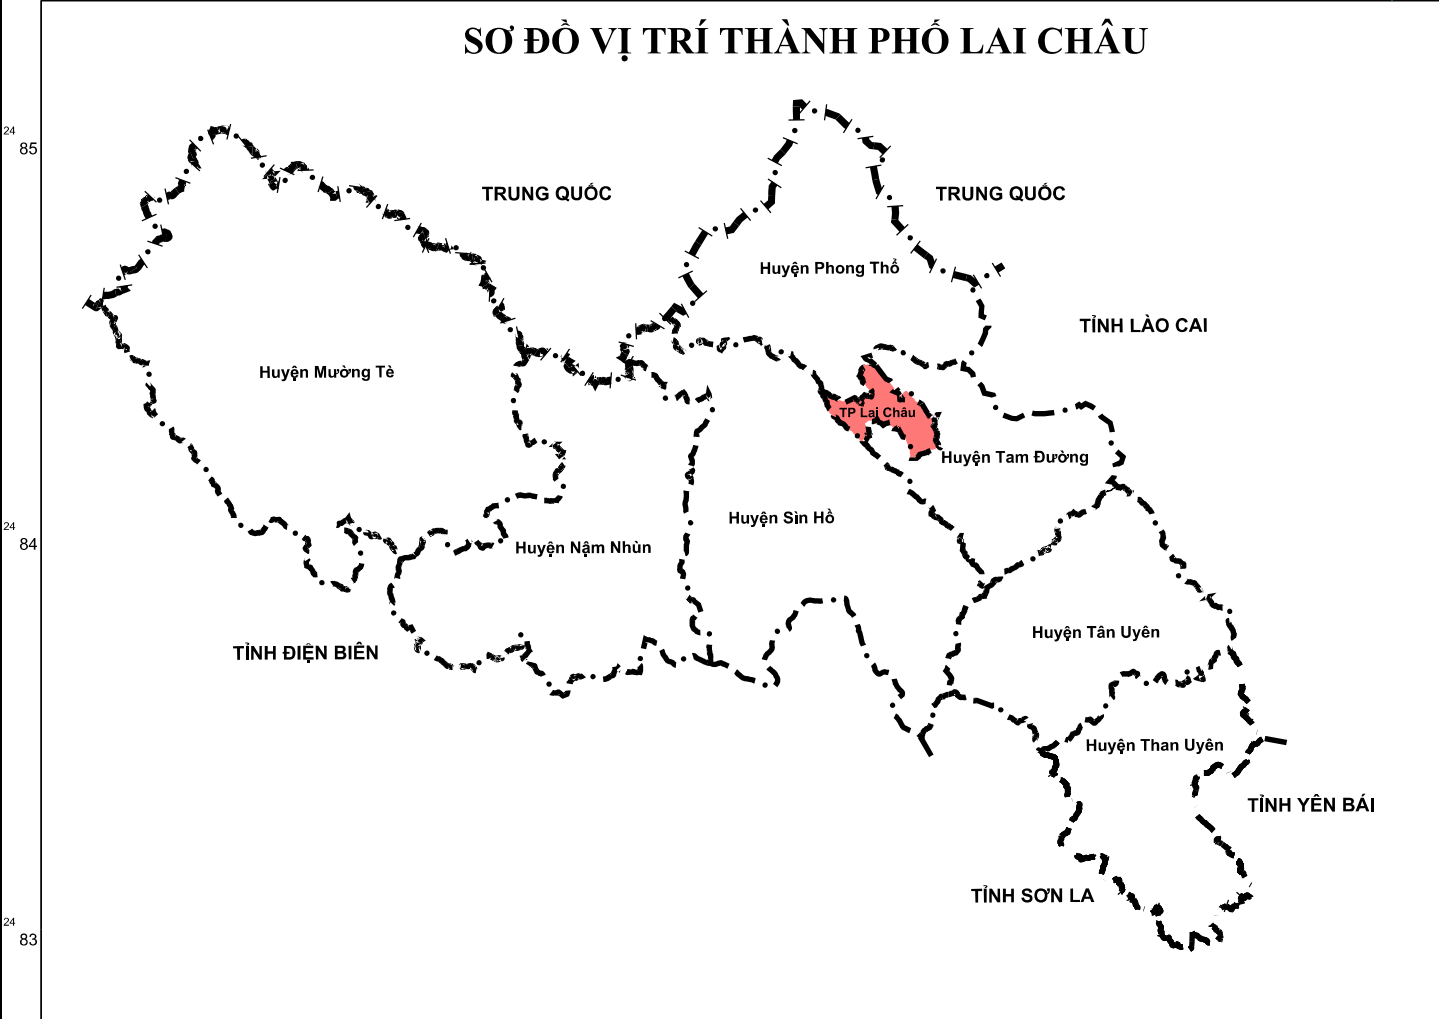 SƠ ĐỒ VỊ TRÍ THÀNH PHỐ LAI CHÂU
24
85
TRUNG QUỐC
TRUNG QUỐC
Huyện Phong Thổ
TỈNH LÀO CAI
Huyện Mường Tè
TP Lai Châu
Huyện Tam Đường
Huyện Sìn Hồ
24
84
Huyện Nậm Nhùn
Huyện Tân Uyên
TỈNH ĐIỆN BIÊN
Huyện Than Uyên
TỈNH YÊN BÁI
TỈNH SƠN LA
24
83